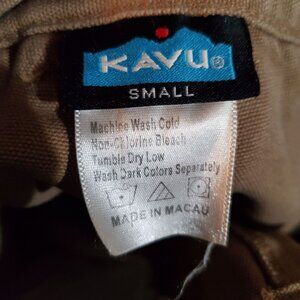 KAVU®
SMALL
Machine Wash Cold
Non-Chlorine Bleach
Tumble Dry Low
Wash Dark Colors Separately
MADE IN MACAU